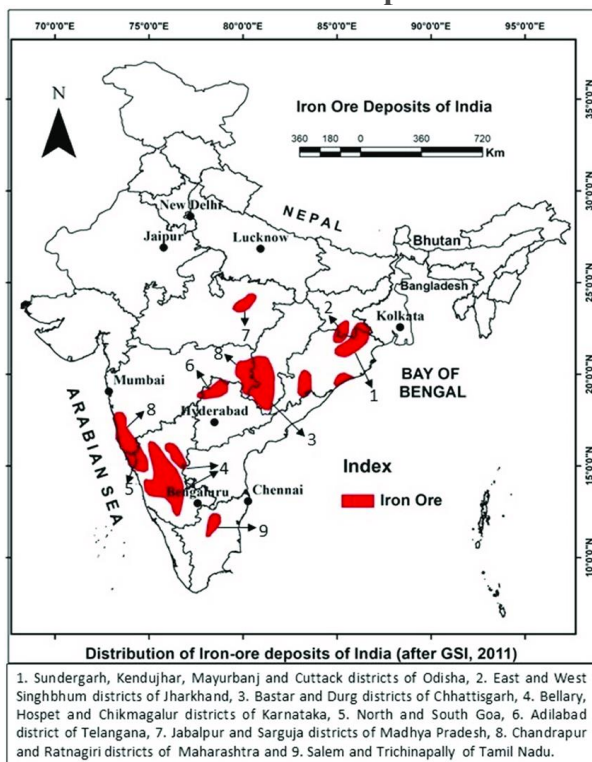 70°0'0"E 75°0'0"E 80°0'0"E 85°0'0"E 90°0'0"E 95°0'0"E
N
Iron Ore Deposits of India
360 180 0 360 720
Km
35°0'0"N
30°0'0"N
25°0'0"N
20°0'0"N
15°0'0"N
10°0'0"N
New Delhi
NEPAL
Jaipur
Lucknow
Bhutan
Bangladesh
7
2
Kolkata
8
6
Mumbai
BAY OF
BENGAL
1
Hyderabad
3
8
ARABIAN SEA
4
5
Bengaluru
Chennai
9
Index
Iron Ore
Distribution of Iron-ore deposits of India (after GSI, 2011)
1. Sundergarh, Kendujhar, Mayurbanj and Cuttack districts of Odisha, 2. East and West
Singhbhum districts of Jharkhand, 3. Bastar and Durg districts of Chhattisgarh, 4. Bellary,
Hospet and Chikmagalur districts of Karnataka, 5. North and South Goa, 6. Adilabad
district of Telangana, 7. Jabalpur and Sarguja districts of Madhya Pradesh, 8. Chandrapur
and Ratnagiri districts of Maharashtra and 9. Salem and Trichinapally of Tamil Nadu.